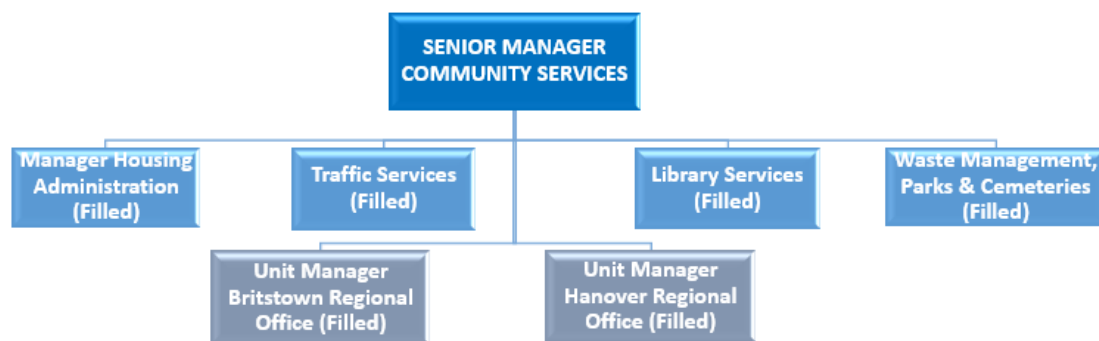 SENIOR MANAGER
COMMUNITY SERVICES
Manager Housing
Administration
(Filled)
Traffic Services
(Filled)
Library Services
(Filled)
Waste Management,
Parks & Cemeteries
(Filled)
Unit Manager
Britstown Regional
Office (Filled)
Unit Manager
Hanover Regional
Office (Filled)